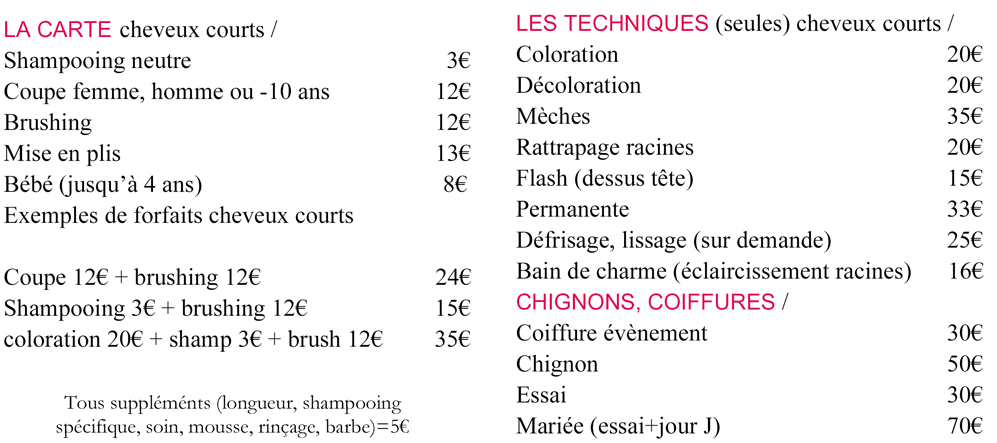 LA CARTE cheveux courts /
Shampooing neutre 3€
Coupe femme, homme ou -10 ans 12€
Brushing 12€
Mise en plis 13€
Bébé (jusqu’à 4 ans) 8€
Exemples de forfaits cheveux courts
Coupe 12€ + brushing 12€ 24€
Shampooing 3€ + brushing 12€ 15€
coloration 20€ + shamp 3€ + brush 12€ 35€
Tous suppléménts (longueur, shampooing
spécifique, soin, mousse, rinçage, barbe)=5€
LES TECHNIQUES (seules) cheveux courts /
Coloration 20€
Décoloration 20€
Mèches 35€
Rattrapage racines 20€
Flash (dessus tête) 15€
Permanente 33€
Défrisage, lissage (sur demande) 25€
Bain de charme (éclaircissement racines) 16€
CHIGNONS, COIFFURES /
Coiffure évènement 30€
Chignon 50€
Essai 30€
Mariée (essai+jour J) 70€